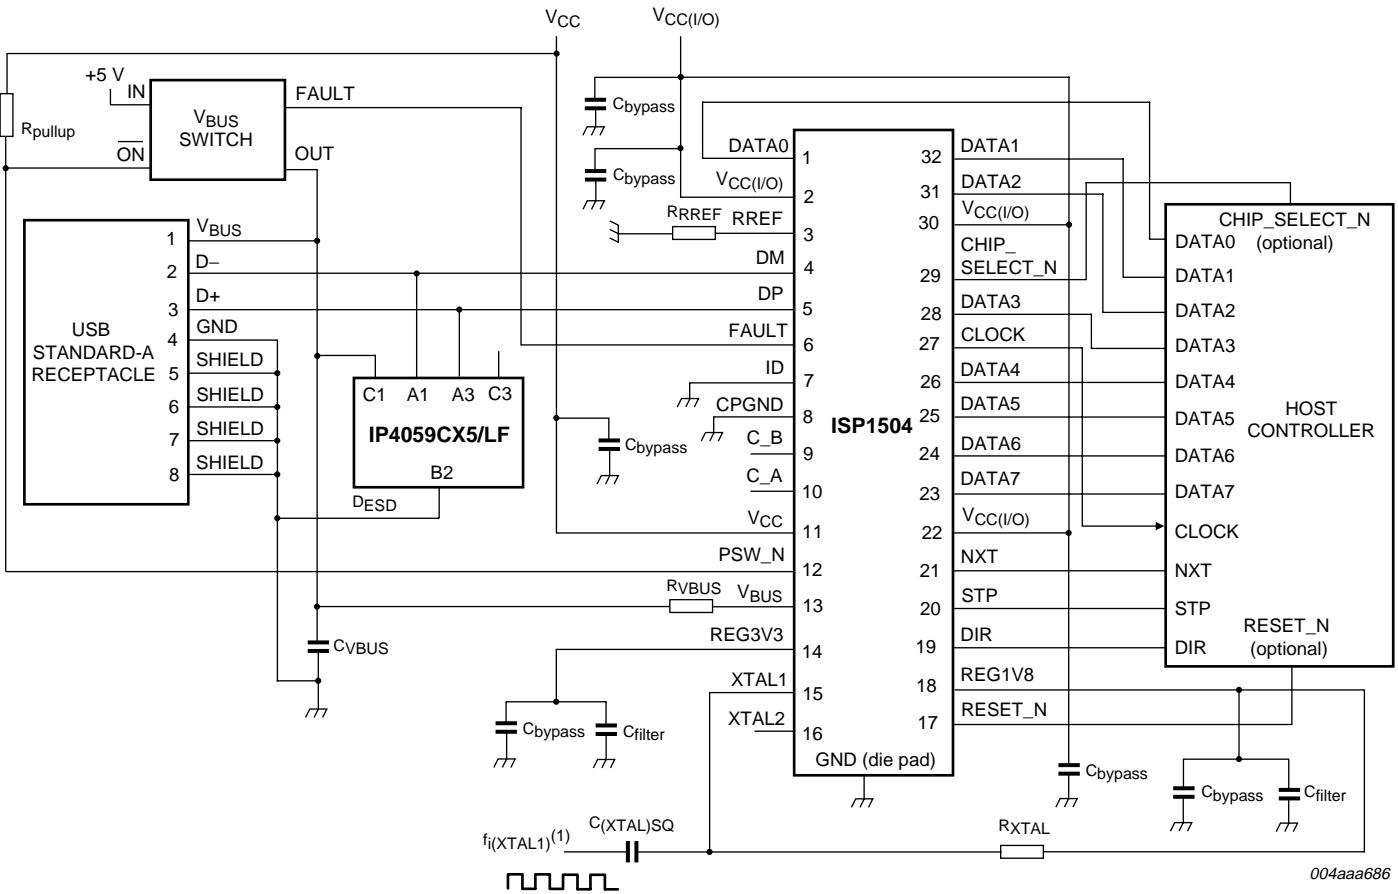 VCC
VCC(I/O)
+5 V
IN
VBUS
SWITCH
FAULT
ON
OUT
Rpullup
Cbypass
Cbypass
USB
STANDARD-A
RECEPTACLE
1
VBUS
2
D−
3
D+
4
GND
5
SHIELD
6
SHIELD
7
SHIELD
8
SHIELD
C1
A1
A3
C3
IP4059CX5/LF
B2
DESD
Cbypass
CVBUS
RRREF
RVBUS
ISP1504
DATA0
1
VCC(I/O)
2
RREF
3
DM
4
DP
5
FAULT
6
ID
7
CPGND
8
C_B
9
C_A
10
VCC
11
PSW_N
12
VBUS
13
REG3V3
14
XTAL1
15
XTAL2
16
GND (die pad)
32
DATA1
31
DATA2
30
VCC(I/O)
29
CHIP_
SELECT_N
28
DATA3
27
CLOCK
26
DATA4
25
DATA5
24
DATA6
23
DATA7
22
VCC(I/O)
21
NXT
20
STP
19
DIR
18
REG1V8
17
RESET_N
CHIP_SELECT_N
(optional)
DATA0
DATA1
DATA2
DATA3
DATA4
DATA5
DATA6
DATA7
CLOCK
NXT
STP
DIR
HOST
CONTROLLER
RESET_N
(optional)
Cbypass
Cfilter
Cbypass
Cbypass
Cfilter
fi(XTAL1)(1)
C(XTAL)SQ
RXTAL
004aaa686